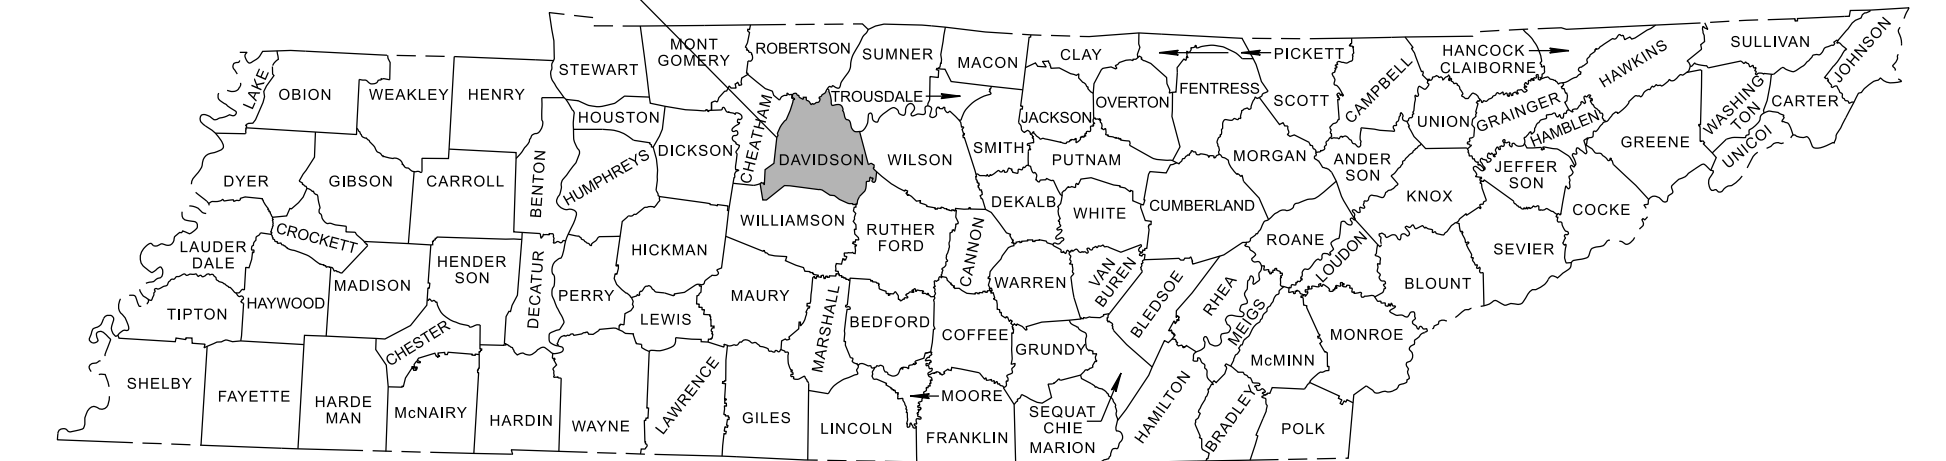 LAKE
OBION
WEAKLEY
HENRY
STEWART
MONT
GOMERY
ROBERTSON
SUMNER
MACON
CLAY
PICKETT
HANCOCK
CLAIBORNE
HAWKINS
SULLIVAN
JOHNSON
HOUSTON
CHEATHAM
TROUSDALE
JACKSON
OVERTON
FENTRESS
SCOTT
CAMPBELL
UNION
GRAINGER
HAMBLEN
WASHING
TON
CARTER
UNICOI
GREENE
DYER
GIBSON
CARROLL
BENTON
HUMPHREYS
DICKSON
DAVIDSON
WILSON
SMITH
PUTNAM
MORGAN
ANDER
SON
KNOX
JEFFER
SON
COCKE
LAUDER
DALE
CROCKETT
HENDER
SON
DECATUR
HICKMAN
WILLIAMSON
RUTHER
FORD
CANNON
DEKALB
WHITE
CUMBERLAND
ROANE
LOUDON
BLOUNT
SEVIER
TIPTON
HAYWOOD
MADISON
CHESTER
PERRY
LEWIS
MAURY
MARSHALL
BEDFORD
COFFEE
WARREN
VAN
BUREN
BLEDSOE
RHEA
MEIGS
MONROE
McMINN
GRUNDY
SHELBY
FAYETTE
HARDE
MAN
McNAIRY
HARDIN
WAYNE
LAWRENCE
GILES
LINCOLN
MOORE
FRANKLIN
SEQUAT
CHIE
MARION
HAMILTON
BRADLEY
POLK